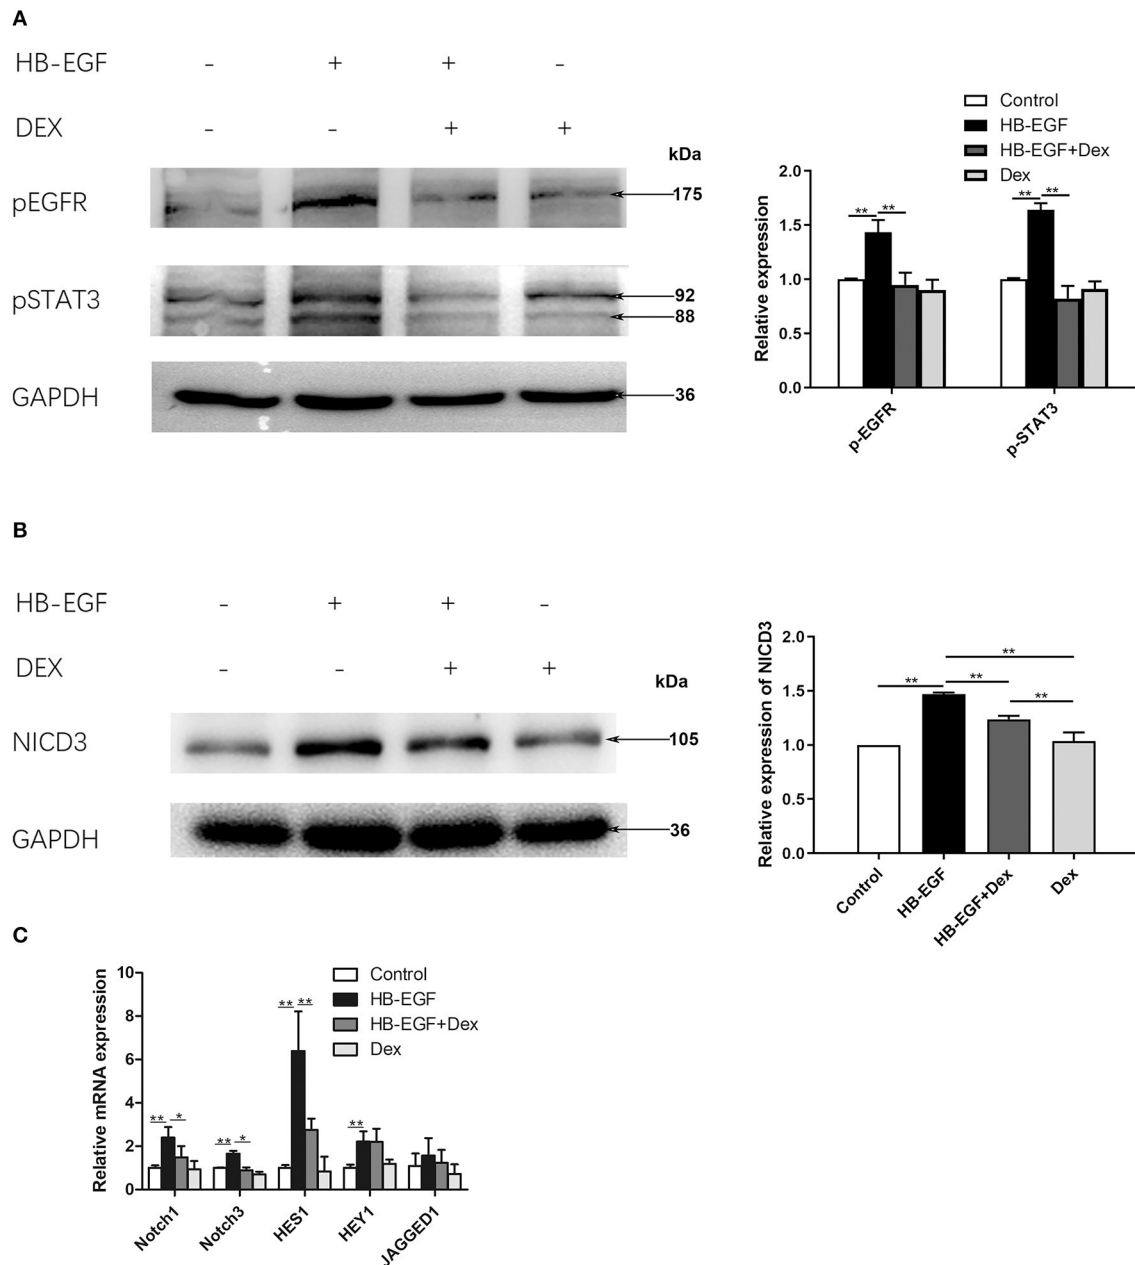 A
HB-EGF - + + -
DEX - - + +
kDa
pEGFR 175
pSTAT3 92
88
GAPDH 36
Control
HB-EGF
HB-EGF+Dex
Dex
Relative expression
2.0
1.5
1.0
0.5
0.0
** ** ** **
p-EGFR p-STAT3
B
HB-EGF - + + -
DEX - - + +
kDa
NICD3 105
GAPDH 36
Relative expression of NICD3
2.0
1.5
1.0
0.5
0.0
**
** **
**
Control HB-EGF HB-EGF+Dex Dex
C
Control
HB-EGF
HB-EGF+Dex
Dex
Relative mRNA expression
10
8
6
4
2
0
** * ** * ** ** **
Notch1 Notch3 HES1 HEY1 JAGGED1